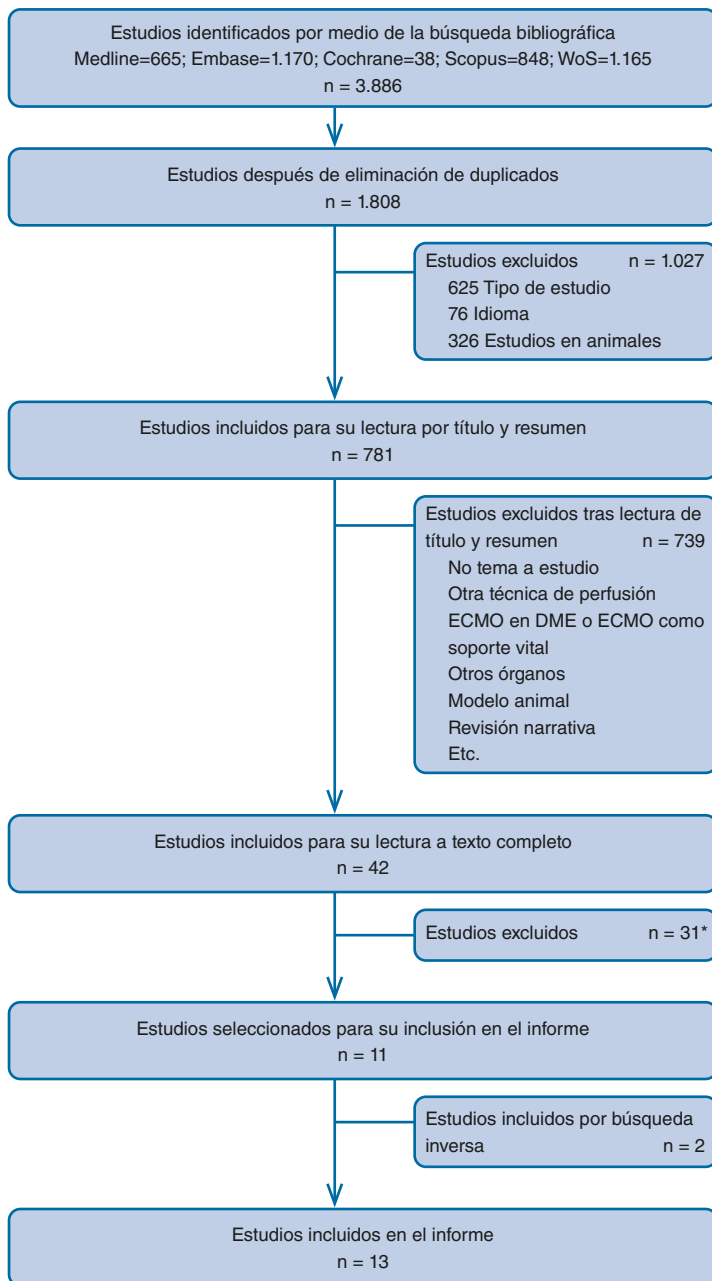 Estudios identificados por medio de la búsqueda bibliográfica
Medline=665; Embase=1.170; Cochrane=38; Scopus=848; WoS=1.165
n = 3.886
Estudios después de eliminación de duplicados
n = 1.808
Estudios excluidos n = 1.027
625 Tipo de estudio
76 Idioma
326 Estudios en animales
Estudios incluidos para su lectura por título y resumen
n = 781
Estudios excluidos tras lectura de
título y resumen n = 739
No tema a estudio
Otra técnica de perfusión
ECMO en DME o ECMO como
soporte vital
Otros órganos
Modelo animal
Revisión narrativa
Etc.
Estudios incluidos para su lectura a texto completo
n = 42
Estudios excluidos n = 31*
Estudios seleccionados para su inclusión en el informe
n = 11
Estudios incluidos por búsqueda
inversa n = 2
Estudios incluidos en el informe
n = 13